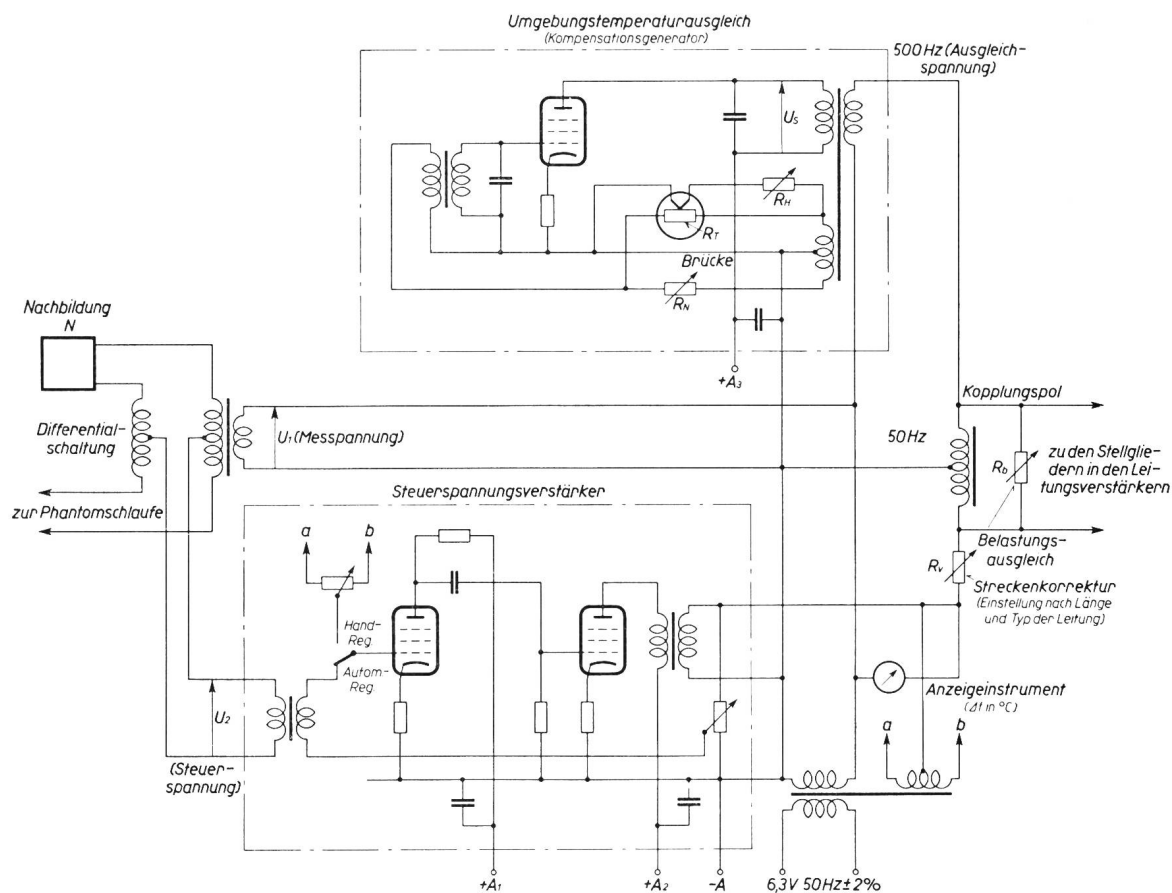 Umgebungstemperaturausgleich
(Kompensationsgenerator)
500 Hz (Ausgleich-
spannung)
US
RH
RT
Brücke
RN
+A3
Nachbildung
N
Differential-
schaltung
U1 (Messpannung)
zur Phantomschlaufe
Kopplungspol
50 Hz
Rb
zu den Stellglie-
dern in den Lei-
tungsverstärkern
Belastungs-
ausgleich
Rv
Streckenkorrektur
(Einstellung nach Länge
und Typ der Leitung)
Steuerspannungsverstärker
a
b
Hand-
Reg.
Autom-
Reg.
U2
(Steuer-
spannung)
Anzeigeinstrument
(Δt in °C)
a
b
+A1
+A2
-A
6,3V 50Hz ± 2%